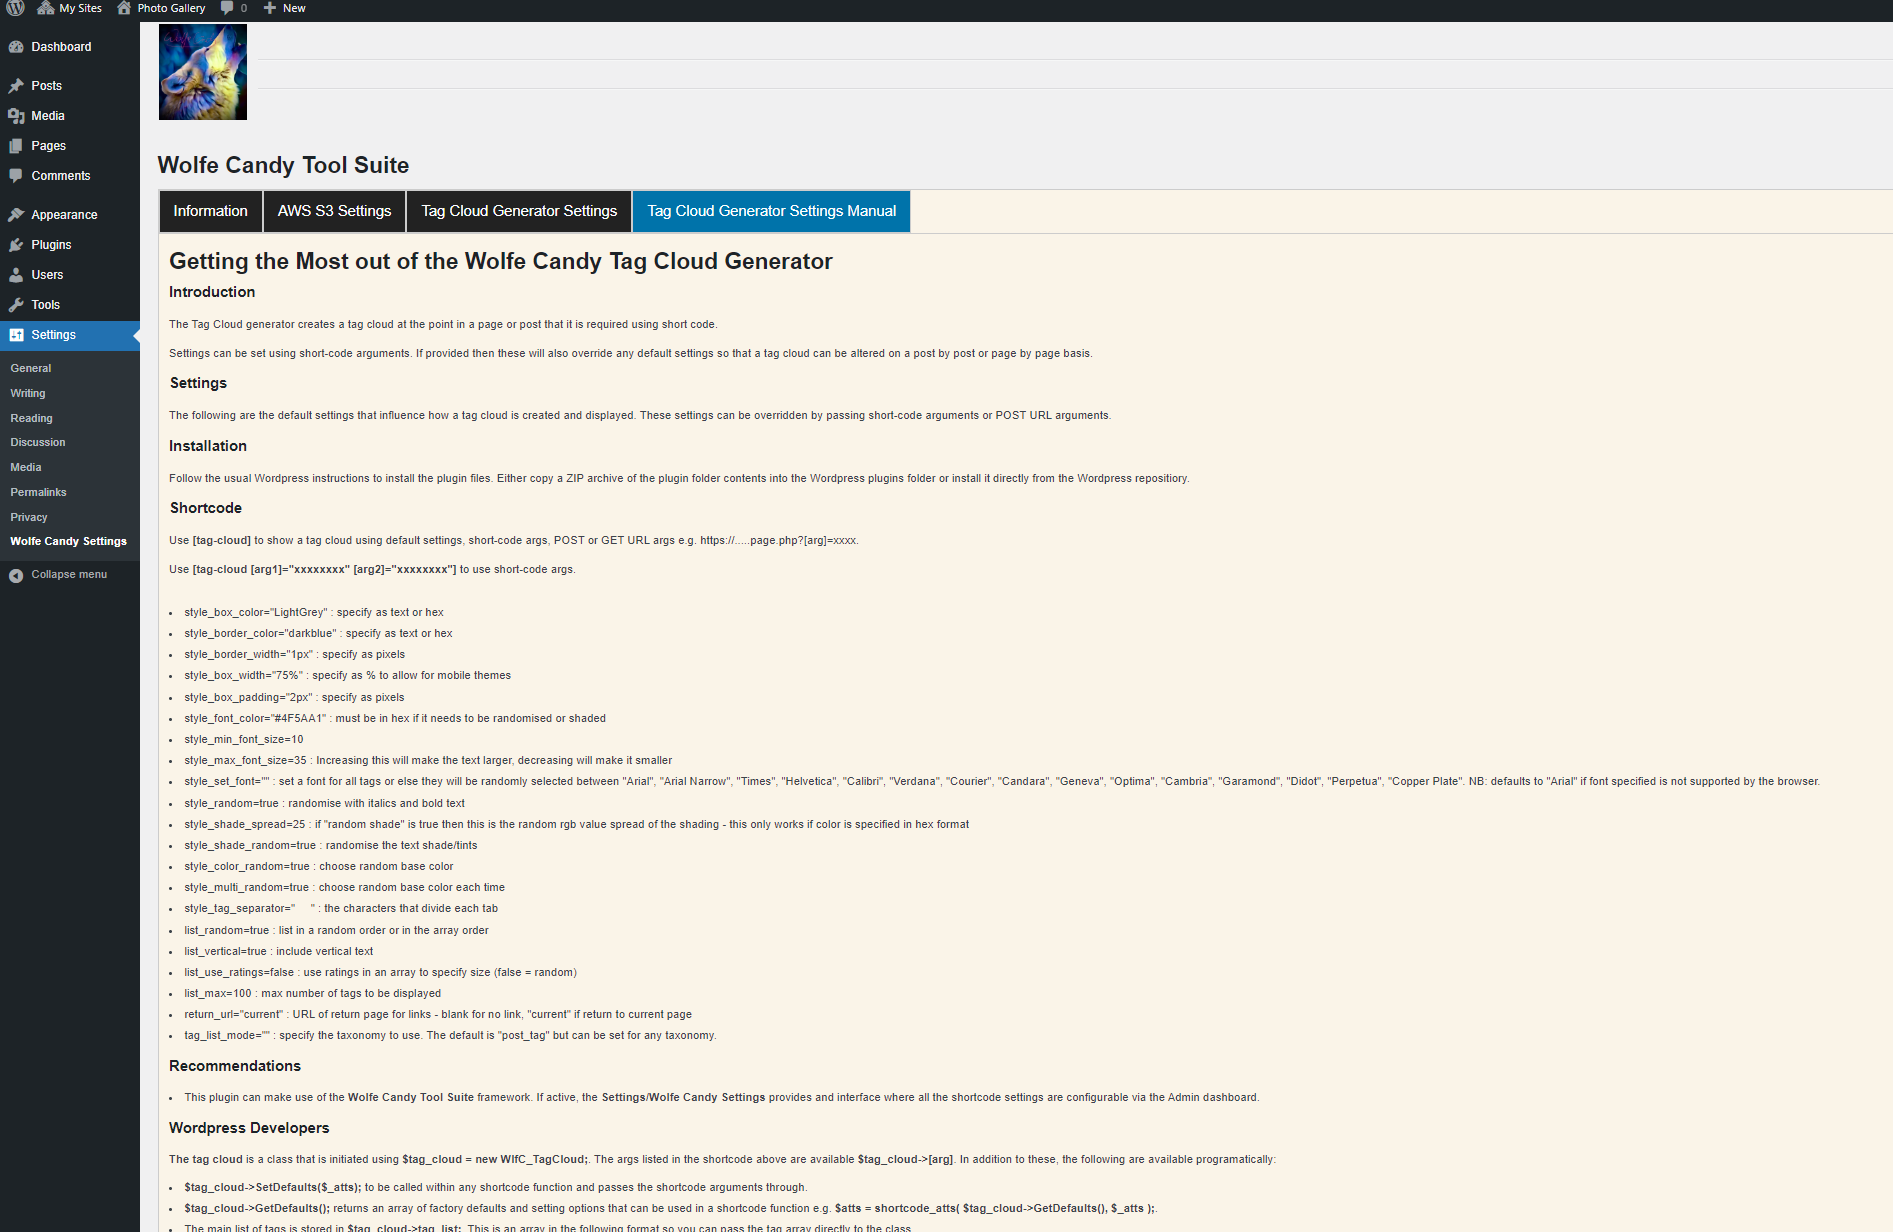 My Sites Photo Gallery 0 New
Dashboard
Posts
Media
Pages
Comments
Appearance
Plugins
Users
Tools
Settings
General
Writing
Reading
Discussion
Media
Permalinks
Privacy
Wolfe Candy Settings
Collapse menu
Wolfe Candy Tool Suite
Information AWS S3 Settings Tag Cloud Generator Settings Tag Cloud Generator Settings Manual
Getting the Most out of the Wolfe Candy Tag Cloud Generator
Introduction
The Tag Cloud generator creates a tag cloud at the point in a page or post that it is required using short code.
Settings can be set using short-code arguments. If provided then these will also override any default settings so that a tag cloud can be altered on a post by post or page by page basis.
Settings
The following are the default settings that influence how a tag cloud is created and displayed. These settings can be overridden by passing short-code arguments or POST URL arguments.
Installation
Follow the usual Wordpress instructions to install the plugin files. Either copy a ZIP archive of the plugin folder contents into the Wordpress plugins folder or install it directly from the Wordpress repositiory.
Shortcode
Use [tag-cloud] to show a tag cloud using default settings, short-code args, POST or GET URL args e.g. https://.....page.php?[arg]=xxxx.
Use [tag-cloud [arg1]="xxxxxxxx" [arg2]="xxxxxxxx"] to use short-code args.
• style_box_color="LightGrey" : specify as text or hex
• style_border_color="darkblue" : specify as text or hex
• style_border_width="1px" : specify as pixels
• style_box_width="75%" : specify as % to allow for mobile themes
• style_box_padding="2px" : specify as pixels
• style_font_color="#4F5AA1" : must be in hex if it needs to be randomised or shaded
• style_min_font_size=10
• style_max_font_size=35 : Increasing this will make the text larger, decreasing will make it smaller
• style_set_font="" : set a font for all tags or else they will be randomly selected between "Arial", "Arial Narrow", "Times", "Helvetica", "Calibri", "Verdana", "Courier", "Candara", "Geneva", "Optima", "Cambria", "Garamond", "Didot", "Perpetua", "Copper Plate". NB: defaults to "Arial" if font specified is not supported by the browser.
• style_random=true : randomise with italics and bold text
• style_shade_spread=25 : if "random shade" is true then this is the random rgb value spread of the shading - this only works if color is specified in hex format
• style_shade_random=true : randomise the text shade/tints
• style_color_random=true : choose random base color
• style_multi_random=true : choose random base color each time
• style_tag_separator="     " : the characters that divide each tab
• list_random=true : list in a random order or in the array order
• list_vertical=true : include vertical text
• list_use_ratings=false : use ratings in an array to specify size (false = random)
• list_max=100 : max number of tags to be displayed
• return_url="current" : URL of return page for links - blank for no link, "current" if return to current page
• tag_list_mode="" : specify the taxonomy to use. The default is "post_tag" but can be set for any taxonomy.
Recommendations
• This plugin can make use of the Wolfe Candy Tool Suite framework. If active, the Settings/Wolfe Candy Settings provides and interface where all the shortcode settings are configurable via the Admin dashboard.
Wordpress Developers
The tag cloud is a class that is initiated using $tag_cloud = new WlfC_TagCloud;. The args listed in the shortcode above are available $tag_cloud->[arg]. In addition to these, the following are available programatically:
• $tag_cloud->SetDefaults($_atts); to be called within any shortcode function and passes the shortcode arguments through.
• $tag_cloud->GetDefaults(); returns an array of factory defaults and setting options that can be used in a shortcode function e.g. $atts = shortcode_atts( $tag_cloud->GetDefaults(), $_atts );.
• The main list of tags is stored in $tag_cloud->tag_list;. This is an array in the following format so you can pass the tag array directly to the class